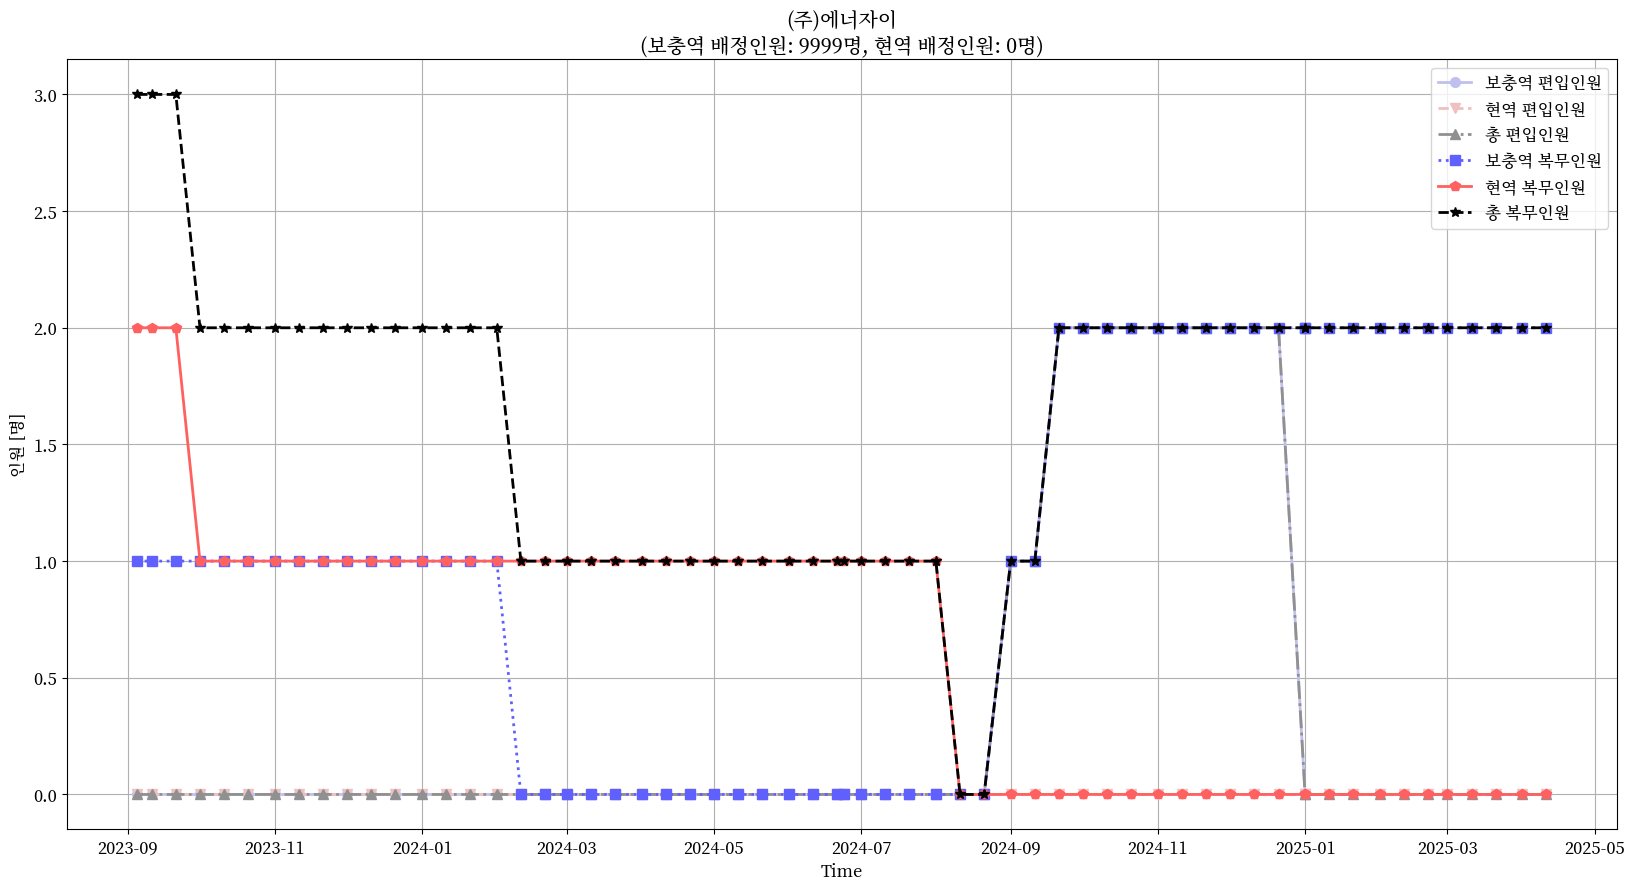 (주)에너자이
(보충역 배정인원: 9999명, 현역 배정인원: 0명)
보충역 편입인원
현역 편입인원
총 편입인원
보충역 복무인원
현역 복무인원
총 복무인원
인원 [명]
3.0
2.5
2.0
1.5
1.0
0.5
0.0
2023-09 2023-11 2024-01 2024-03 2024-05 2024-07 2024-09 2024-11 2025-01 2025-03 2025-05
Time